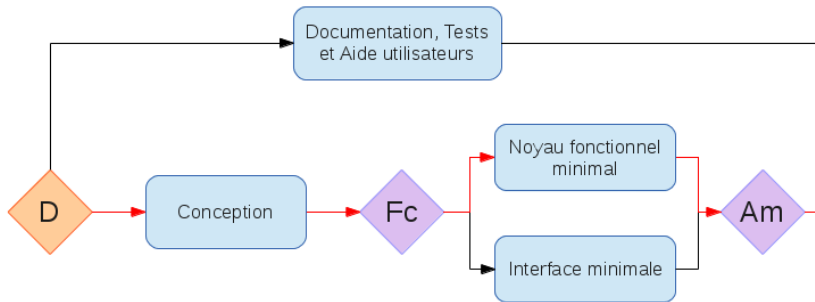 Documentation, Tests
et Aide utilisateurs
D
Conception
Fc
Noyau fonctionnel
minimal
Interface minimale
Am